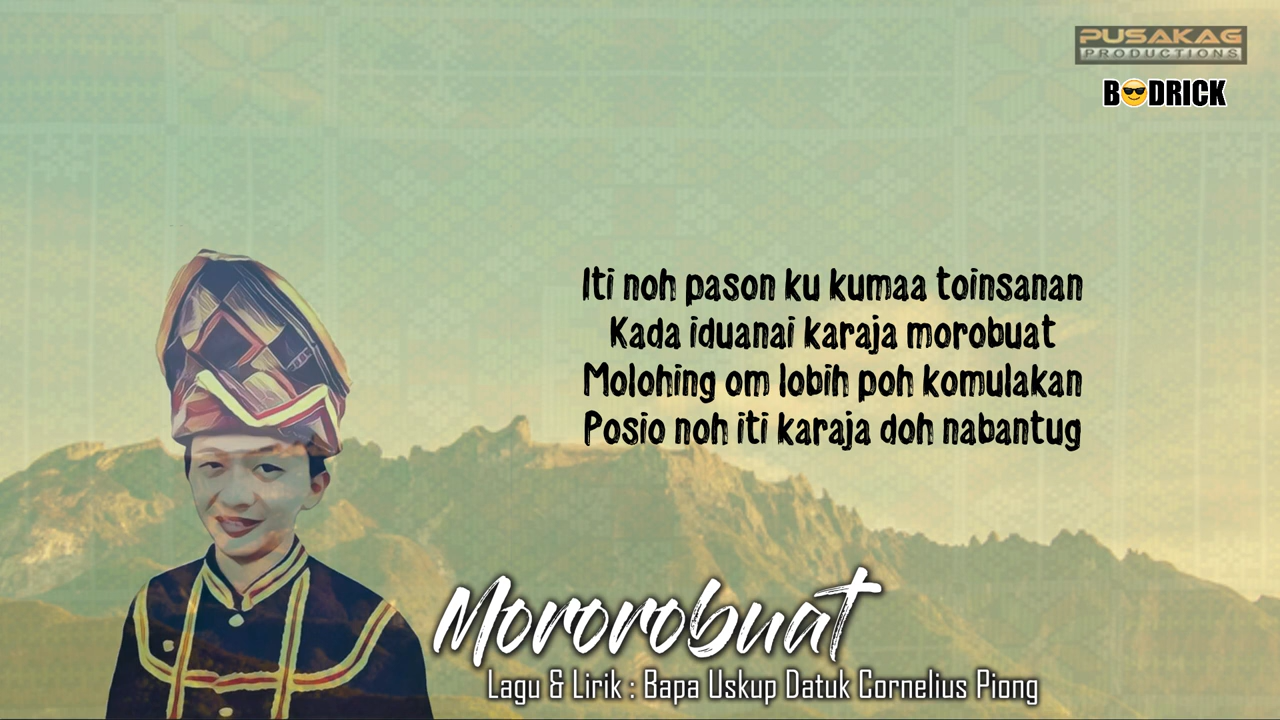 PUSAKAG
PRODUCTIONS
BODRICK
Iti noh pason ku kumaa toinsanan
Kada iduanai karaja morobuat
Molohing om lobih poh komulakan
Posio noh iti karaja doh nabantug
Mororobuat
Lagu & Lirik : Bapa Uskup Datuk Cornelius Piong